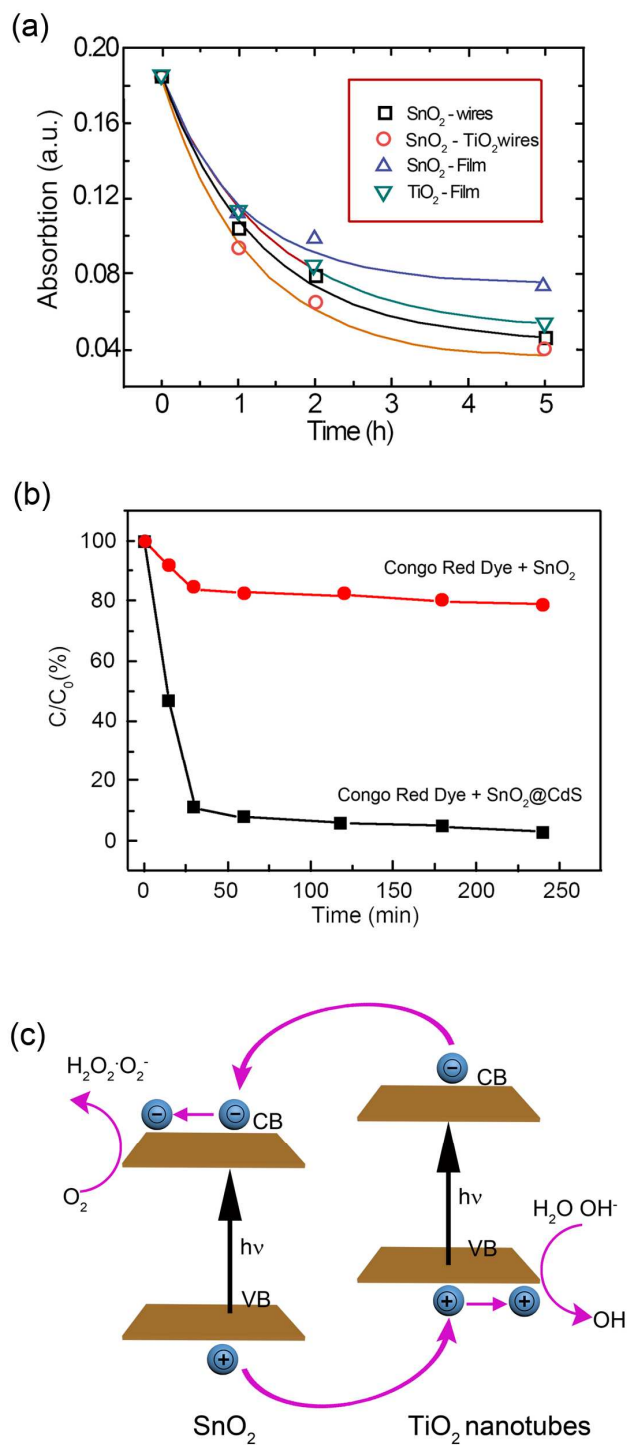 (a)
0.20
0.16
0.12
0.08
0.04
Absorbtion (a.u.)
SnO₂ - wires
SnO₂ - TiO₂ wires
SnO₂ - Film
TiO₂ - Film
0 1 2 3 4 5
Time (h)
(b)
100
80
60
40
20
0
C/C₀(%)
Congo Red Dye + SnO₂
Congo Red Dye + SnO₂@CdS
0 50 100 150 200 250
Time (min)
(c)
H₂O₂·O₂⁻
CB
CB
O₂
hν
hν
H₂O OH⁻
VB
VB
OH
SnO₂
TiO₂ nanotubes